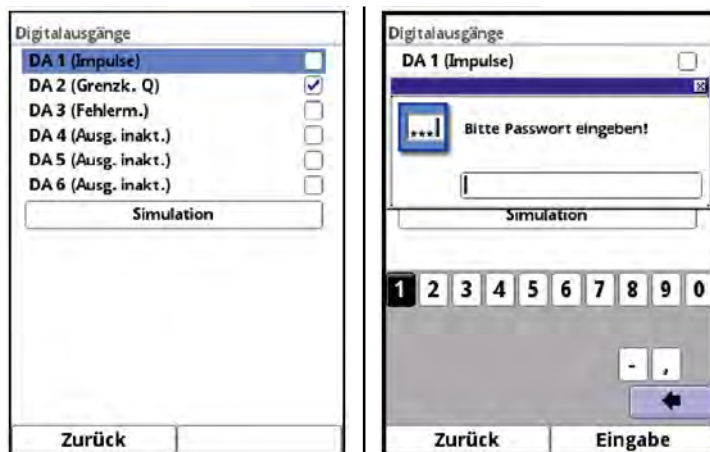 Digitalausgänge
DA 1 (Impulse)
DA 2 (Grenzk. Q)
DA 3 (Fehlerm.)
DA 4 (Ausg. inakt.)
DA 5 (Ausg. inakt.)
DA 6 (Ausg. inakt.)
Simulation
Zurück
Digitalausgänge
DA 1 (Impulse)
...|
Bitte Passwort eingeben!
Simulation
1 2 3 4 5 6 7 8 9 0
- ,
Zurück Eingabe